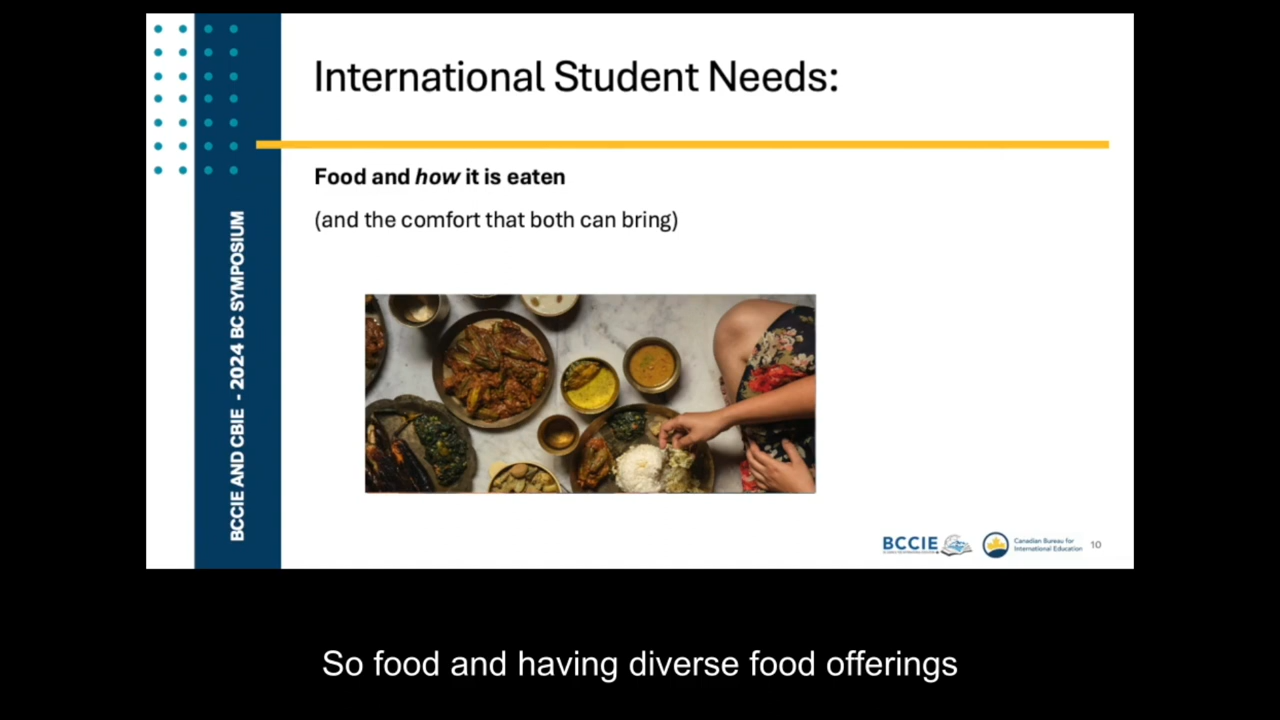 International Student Needs:
Food and how it is eaten
(and the comfort that both can bring)
BCCIE AND CBIE - 2024 BC SYMPOSIUM
BCCIE
Canadian Bureau for
International Education
10
So food and having diverse food offerings